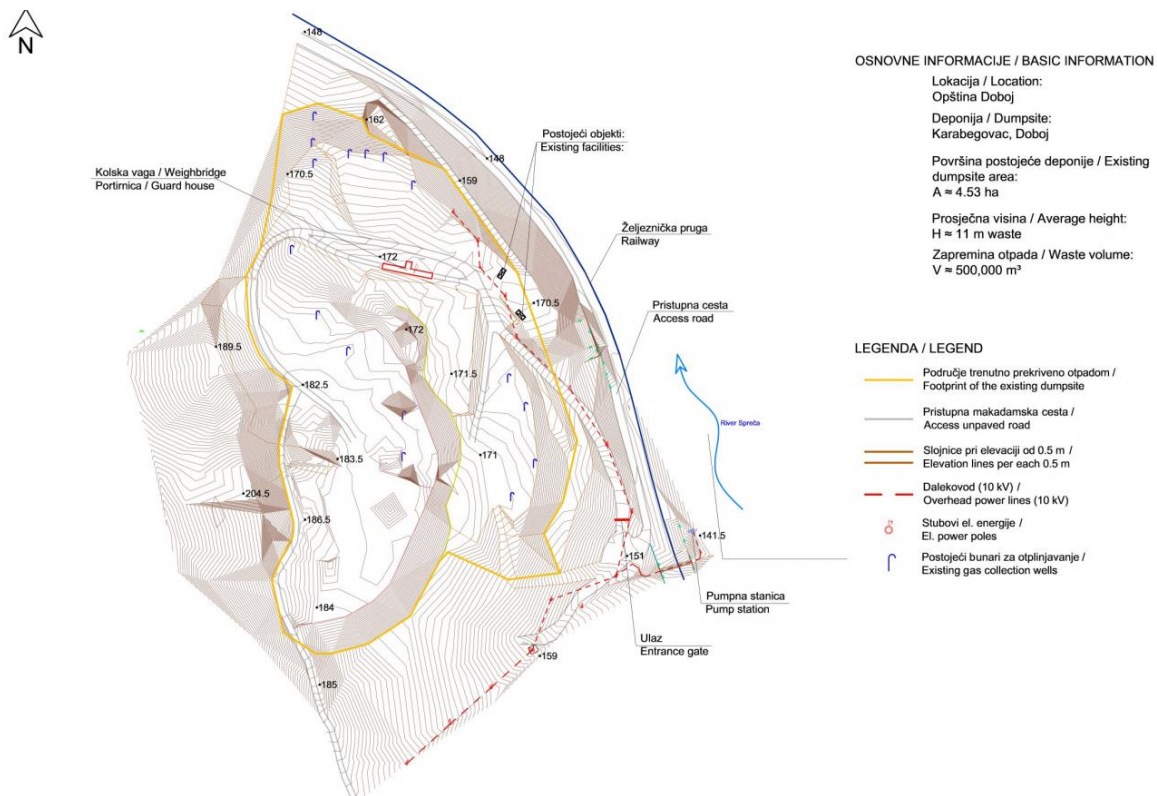 N
148
162
Postojeći objekti:
Existing facilities:
148
Kolska vaga / Weighbridge
Portirnica / Guard house
170.5
159
Željeznička pruga
Railway
172
170.5
Pristupna cesta
Access road
172
189.5
171.5
182.5
River Spreča
183.5
171
204.5
186.5
141.5
151
184
Pumpna stanica
Pump station
Ulaz
Entrance gate
159
185
OSNOVNE INFORMACIJE / BASIC INFORMATION
Lokacija / Location:
Opština Doboj
Deponija / Dumpsite:
Karabegovac, Doboj
Površina postojeće deponije / Existing
dumpsite area:
A ≈ 4.53 ha
Prosječna visina / Average height:
H ≈ 11 m waste
Zapremina otpada / Waste volume:
V ≈ 500,000 m³
LEGENDA / LEGEND
Područje trenutno prekriveno otpadom /
Footprint of the existing dumpsite
Pristupna makadamska cesta /
Access unpaved road
Slojnice pri elevaciji od 0.5 m /
Elevation lines per each 0.5 m
Dalekovod (10 kV) /
Overhead power lines (10 kV)
Stubovi el. energije /
El. power poles
Postojeći bunari za otplinjavanje /
Existing gas collection wells